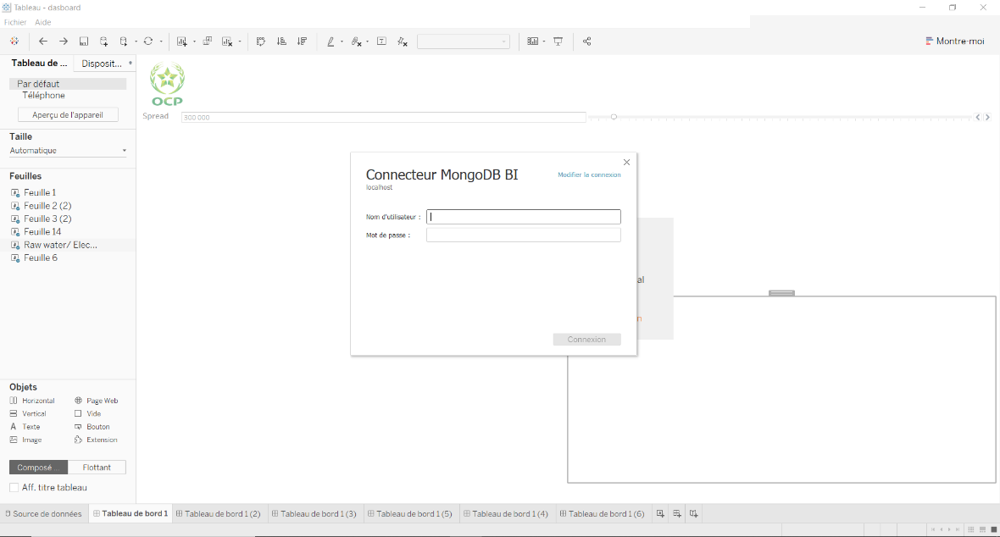 Tableau - dasboard
Fichier Aide
Montre-moi
Tableau de ...
Disposit...
Par défaut
Téléphone
Aperçu de l'appareil
Taille
Automatique
Feuilles
Feuille 1
Feuille 2 (2)
Feuille 3 (2)
Feuille 14
Raw water/ Elec...
Feuille 6
OCP
Spread
300 000
Connecteur MongoDB BI
Modifier la connexion
localhost
Nom d'utilisateur :
Mot de passe :
Connexion
al
n
Objets
Horizontal
Page Web
Vertical
Vide
Texte
Bouton
Image
Extension
Composé
Flottant
Aff. titre tableau
Source de données
Tableau de bord 1
Tableau de bord 1 (2)
Tableau de bord 1 (3)
Tableau de bord 1 (5)
Tableau de bord 1 (4)
Tableau de bord 1 (6)